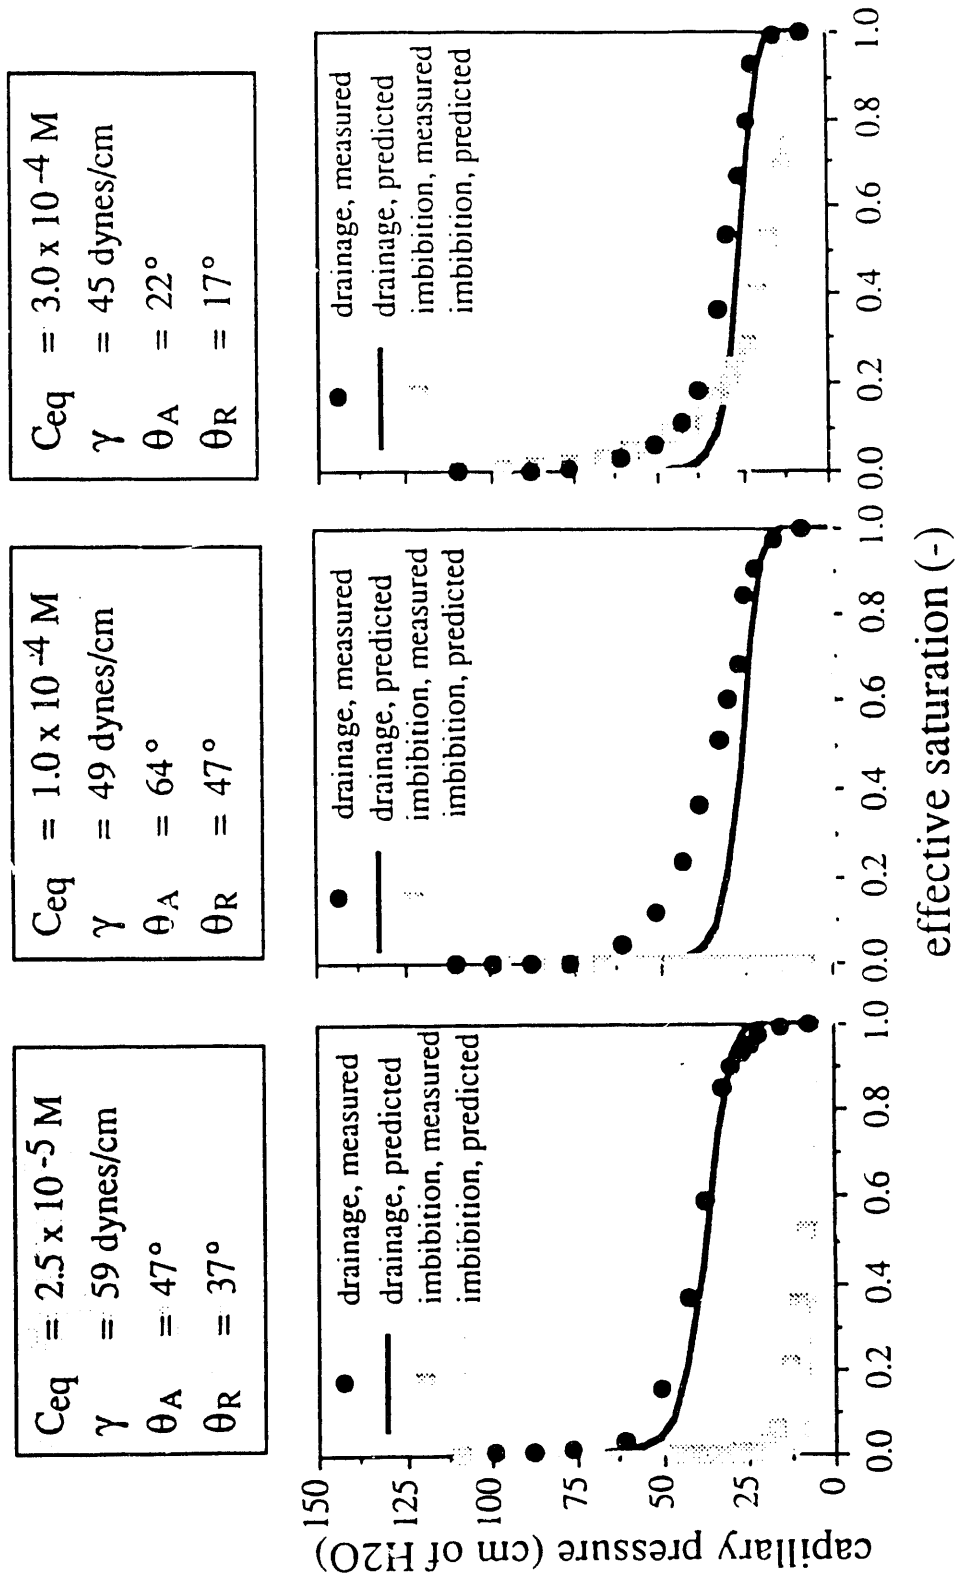 Ceq = 2.5 x 10-5 M
γ = 59 dynes/cm
θA = 47°
θR = 37°
Ceq = 1.0 x 10-4 M
γ = 49 dynes/cm
θA = 64°
θR = 47°
Ceq = 3.0 x 10-4 M
γ = 45 dynes/cm
θA = 22°
θR = 17°
drainage, measured
drainage, predicted
imbibition, measured
imbibition, predicted
drainage, measured
drainage, predicted
imbibition, measured
imbibition, predicted
drainage, measured
drainage, predicted
imbibition, measured
imbibition, predicted
capillary pressure (cm of H2O)
150
125
100
75
50
25
0
0.0 0.2 0.4 0.6 0.8 1.0
0.0 0.2 0.4 0.6 0.8 1.0
0.0 0.2 0.4 0.6 0.8 1.0
effective saturation (-)